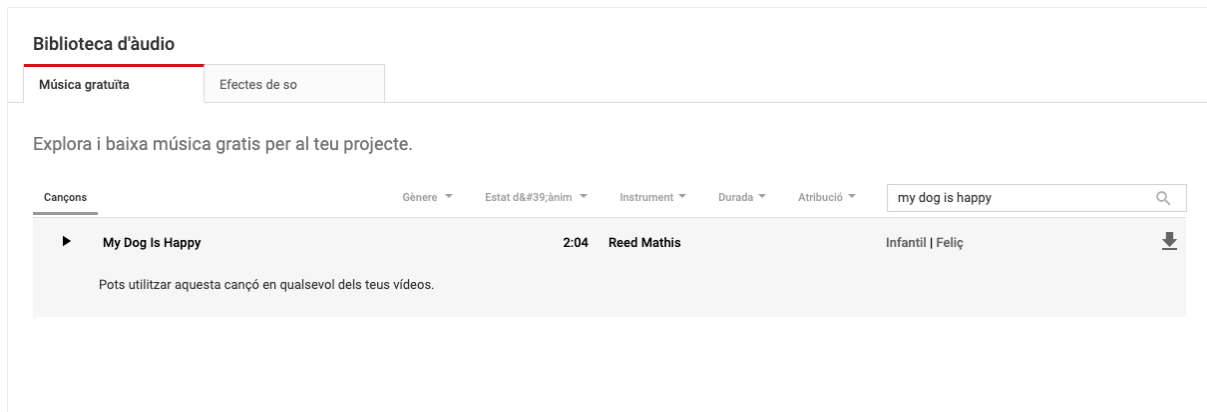 Biblioteca d'àudio
Música gratuïta Efectes de so
Explora i baixa música gratis per al teu projecte.
Cançons Gènere Estat d&#39;ànim Instrument Durada Atribució my dog is happy
My Dog Is Happy 2:04 Reed Mathis Infantil | Feliç
Pots utilitzar aquesta cançó en qualsevol dels teus vídeos.